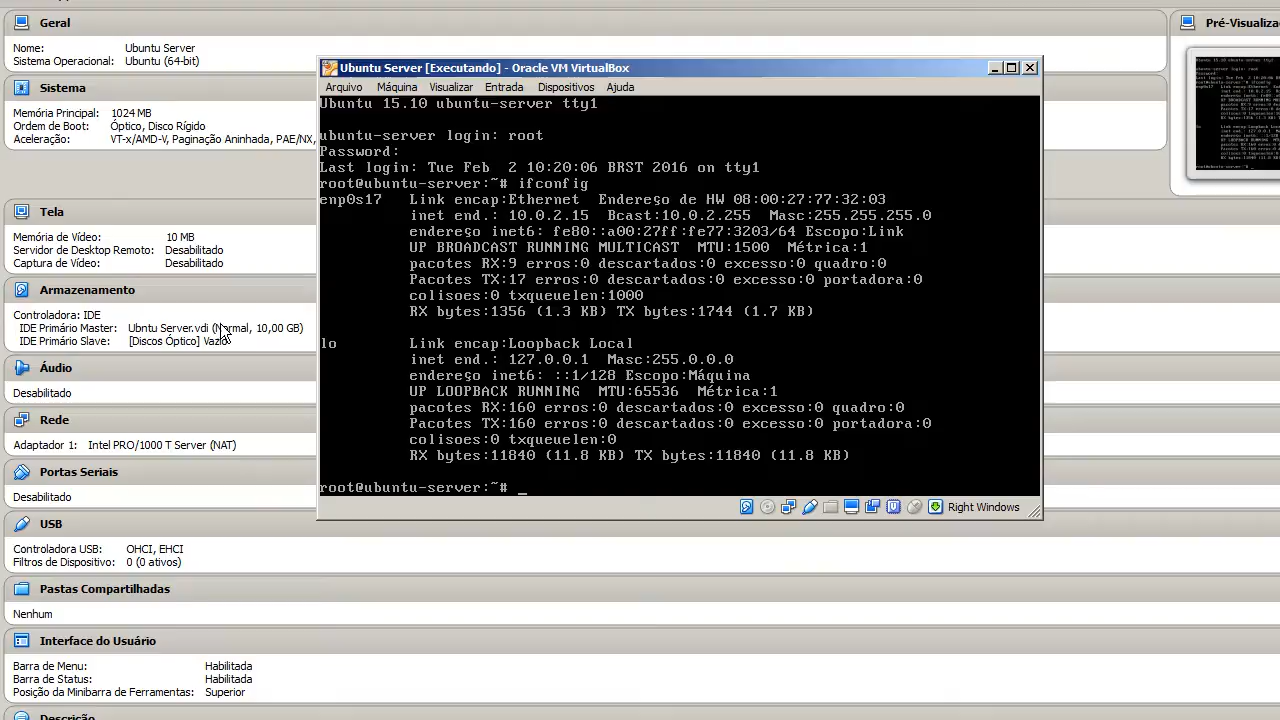 Geral
Nome: Ubuntu Server
Sistema Operacional: Ubuntu (64-bit)
Sistema
Memória Principal: 1024 MB
Ordem de Boot: Óptico, Disco Rígido
Aceleração: VT-x/AMD-V, Paginação Aninhada, PAE/NX,
Tela
Memória de Vídeo: 10 MB
Servidor de Desktop Remoto: Desabilitado
Captura de Vídeo: Desabilitado
Armazenamento
Controladora: IDE
IDE Primário Master: Ubntu Server.vdi (Normal, 10,00 GB)
IDE Primário Slave: [Discos Óptico] Vazio
Áudio
Desabilitado
Rede
Adaptador 1: Intel PRO/1000 T Server (NAT)
Portas Seriais
Desabilitado
USB
Controladora USB: OHCI, EHCI
Filtros de Dispositivo: 0 (0 ativos)
Pastas Compartilhadas
Nenhum
Interface do Usuário
Barra de Menu: Habilitada
Barra de Status: Habilitada
Posição da Minibarra de Ferramentas: Superior
Descrição
Ubuntu Server [Executando] - Oracle VM VirtualBox
Arquivo Máquina Visualizar Entrada Dispositivos Ajuda
Ubuntu 15.10 ubuntu-server tty1
ubuntu-server login: root
Password:
Last login: Tue Feb  2 20:20:06 BRST 2016 on tty1
root@ubuntu-server:~# ifconfig
enp0s17 Link encap:Ethernet Endereço de HW 08:00:27:77:32:03
inet end.: 10.0.2.15 Bcast:10.0.2.255 Masc:255.255.255.0
endereço inet6: fe80::a00:27ff:fe77:3203/64 Escopo:Link
UP BROADCAST RUNNING MULTICAST MTU:1500 Métrica:1
pacotes RX:9 erros:0 descartados:0 excesso:0 quadro:0
Pacotes TX:17 erros:0 descartados:0 excesso:0 portadora:0
colisoes:0 txqueuelen:1000
RX bytes:1356 (1.3 KB) TX bytes:1744 (1.7 KB)
lo Link encap:Loopback Local
inet end.: 127.0.0.1 Masc:255.0.0.0
endereço inet6: ::1/128 Escopo:Máquina
UP LOOPBACK RUNNING MTU:65536 Métrica:1
pacotes RX:160 erros:0 descartados:0 excesso:0 quadro:0
Pacotes TX:160 erros:0 descartados:0 excesso:0 portadora:0
colisoes:0 txqueuelen:0
RX bytes:11840 (11.8 KB) TX bytes:11840 (11.8 KB)
root@ubuntu-server:~# _
Right Windows
Pré-Visualiza